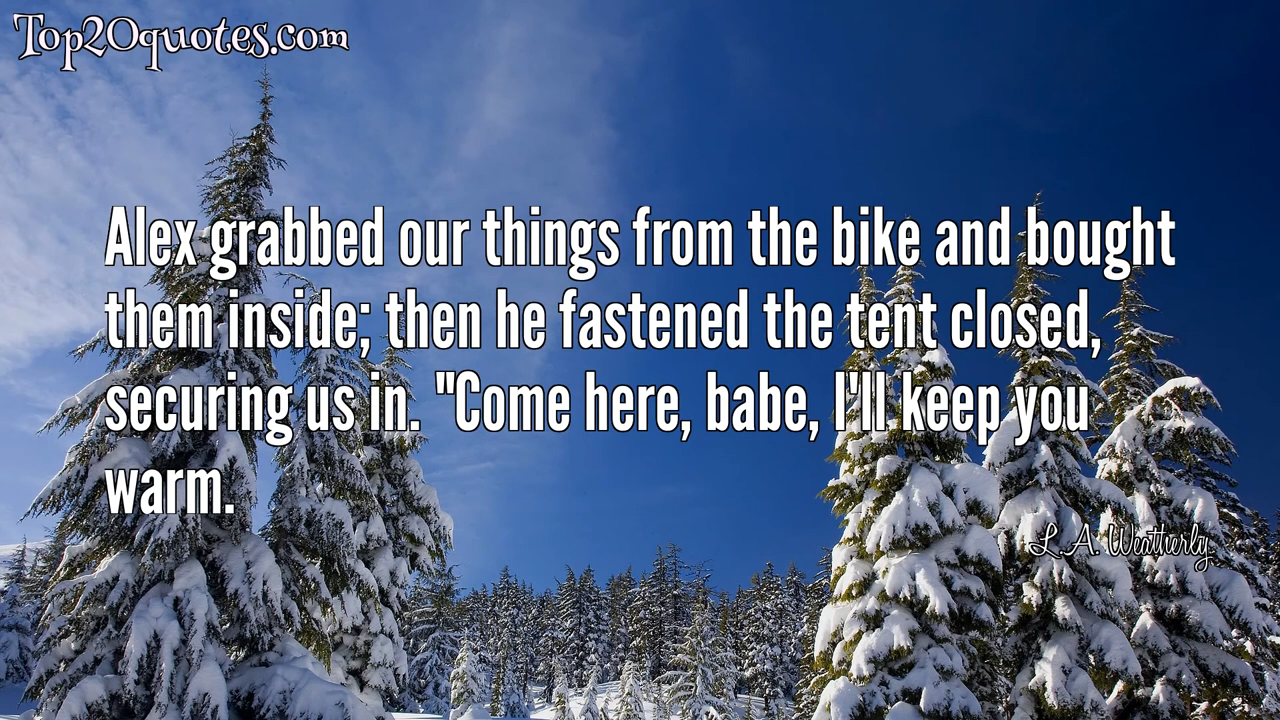 Top20quotes.com
Alex grabbed our things from the bike and bought
them inside; then he fastened the tent closed,
securing us in. "Come here, babe, I'll keep you
warm.
L.A. Weatherly